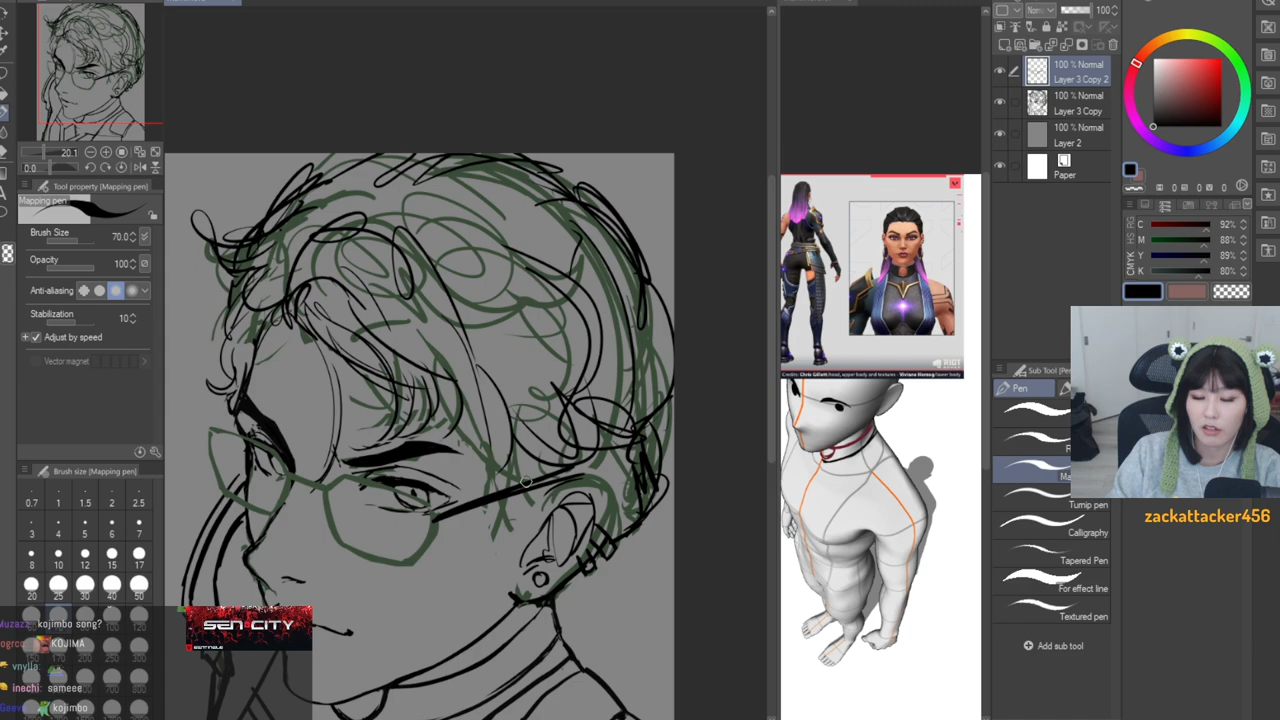 20.1
0.0
Tool property [Mapping pen]
Mapping pen
Brush Size
70.0
Opacity
100
Anti-aliasing
Stabilization
10
Adjust by speed
Vector magnet
Brush size [Mapping pen]
0.7 1 1.5 2 2.5
3 4 5 6 7
8 10 12 15 17
20 25 30 40 50
kojimbo song?
KOJIMA
vnylla:
inechi: sameee
kojimbo
SEN CITY
SENTINELS
100
100 % Normal
Layer 3 Copy 2
100 % Normal
Layer 3 Copy
100 % Normal
Layer 2
Paper
C 92%
M 88%
Y 89%
K 80%
CMYK
Sub Tool
Pen
Turnip pen
Calligraphy
Tapered Pen
For effect line
Textured pen
Add sub tool
zackattacker456